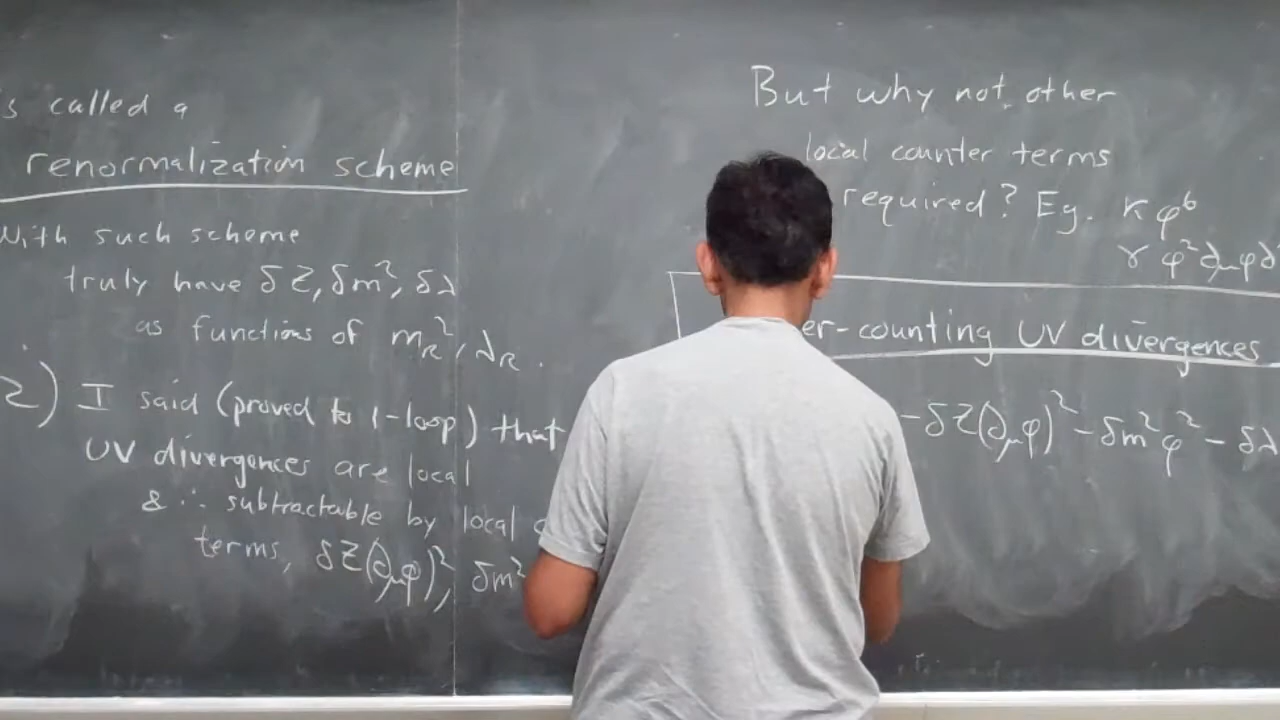 s called a
renormalization scheme
With such scheme
truly have δZ, δm², δλ
as functions of m_R², λ_R.
2) I said (proved to 1-loop) that
UV divergences are local
& ∴ subtractable by local
terms, δZ(∂_μφ)², δm²
But why not other
local counter terms
required? Eg. κφ⁶
γ φ²∂_μφ∂
er-counting UV divergences
-δZ(∂_μφ)² - δm²φ² - δλ